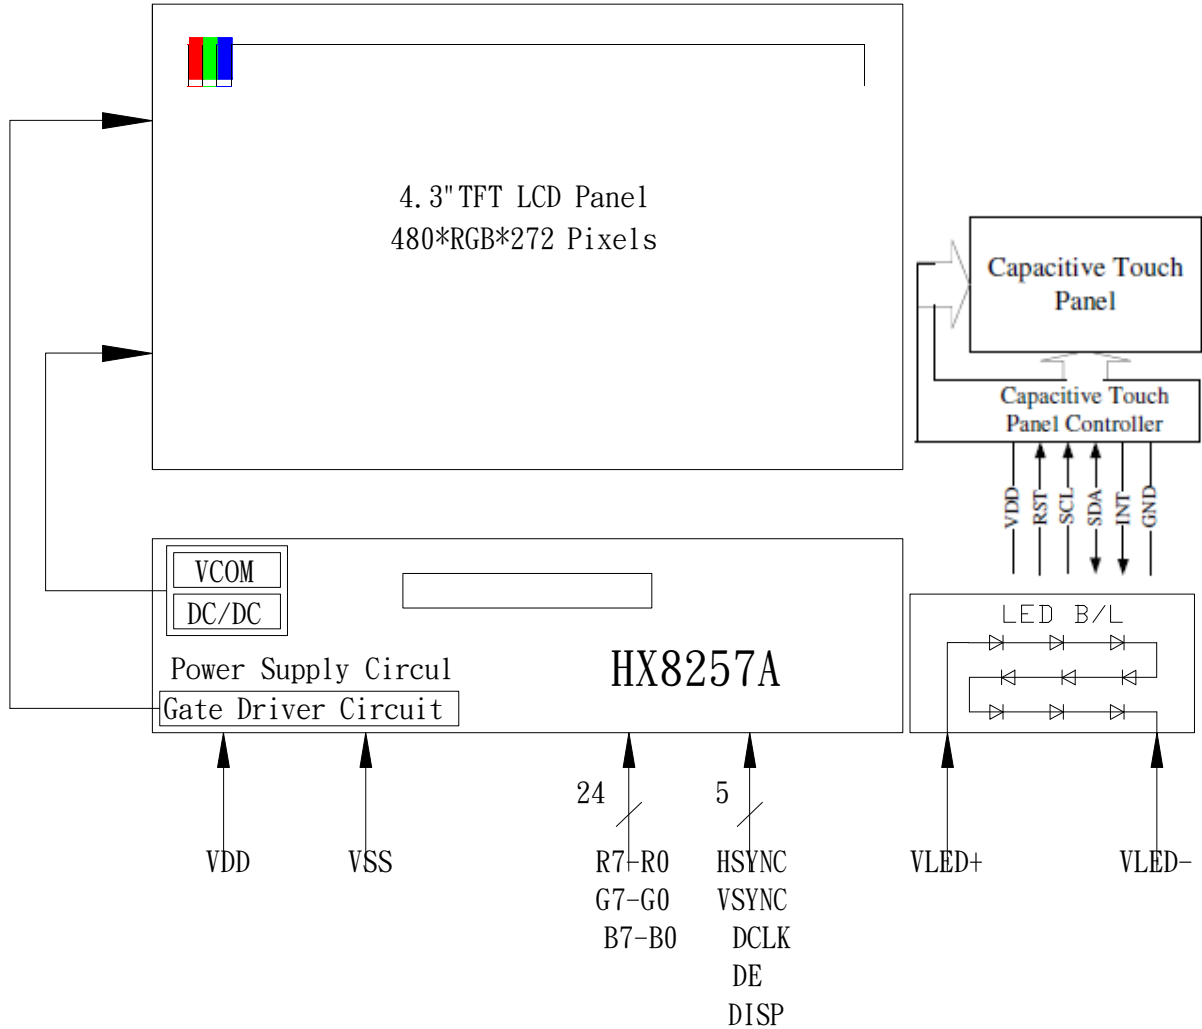 4.3"TFT LCD Panel
480*RGB*272 Pixels
Capacitive Touch
Panel
Capacitive Touch
Panel Controller
VDD
RST
SCL
SDA
INT
GND
VCOM
DC/DC
Power Supply Circul
Gate Driver Circuit
HX8257A
LED B/L
24
5
VDD
VSS
R7-R0
G7-G0
B7-B0
HSYNC
VSYNC
DCLK
DE
DISP
VLED+
VLED-